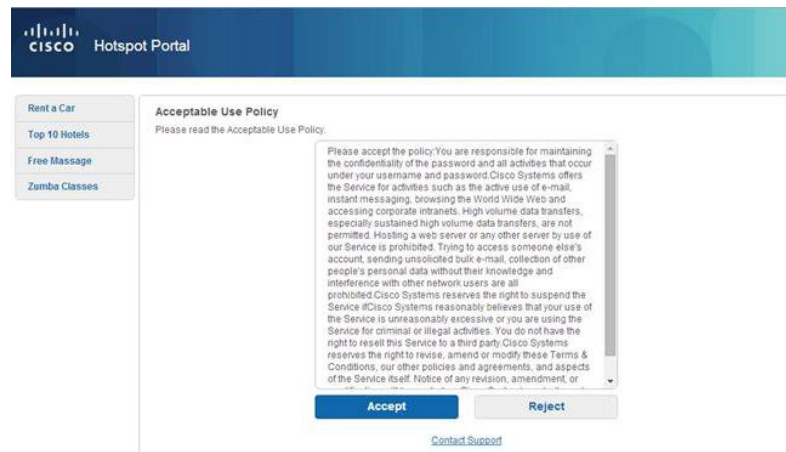 CISCO Hotspot Portal
Rent a Car
Top 10 Hotels
Free Massage
Zumba Classes
Acceptable Use Policy
Please read the Acceptable Use Policy.
Please accept the policy:You are responsible for maintaining
the confidentiality of the password and all activities that occur
under your username and password.Cisco Systems offers
the Service for activities such as the active use of e-mail,
instant messaging, browsing the World Wide Web and
accessing corporate intranets. High volume data transfers,
especially sustained high volume data transfers, are not
permitted. Hosting a web server or any other server by use of
our Service is prohibited. Trying to access someone else's
account, sending unsolicited bulk e-mail, collection of other
people's personal data without their knowledge and
interference with other network users are all
prohibited.Cisco Systems reserves the right to suspend the
Service ifCisco Systems reasonably believes that your use of
the Service is unreasonably excessive or you are using the
Service for criminal or illegal activities. You do not have the
right to resell this Service to a third party.Cisco Systems
reserves the right to revise, amend or modify these Terms &
Conditions, our other policies and agreements, and aspects
of the Service itself. Notice of any revision, amendment, or
Accept
Reject
Contact Support